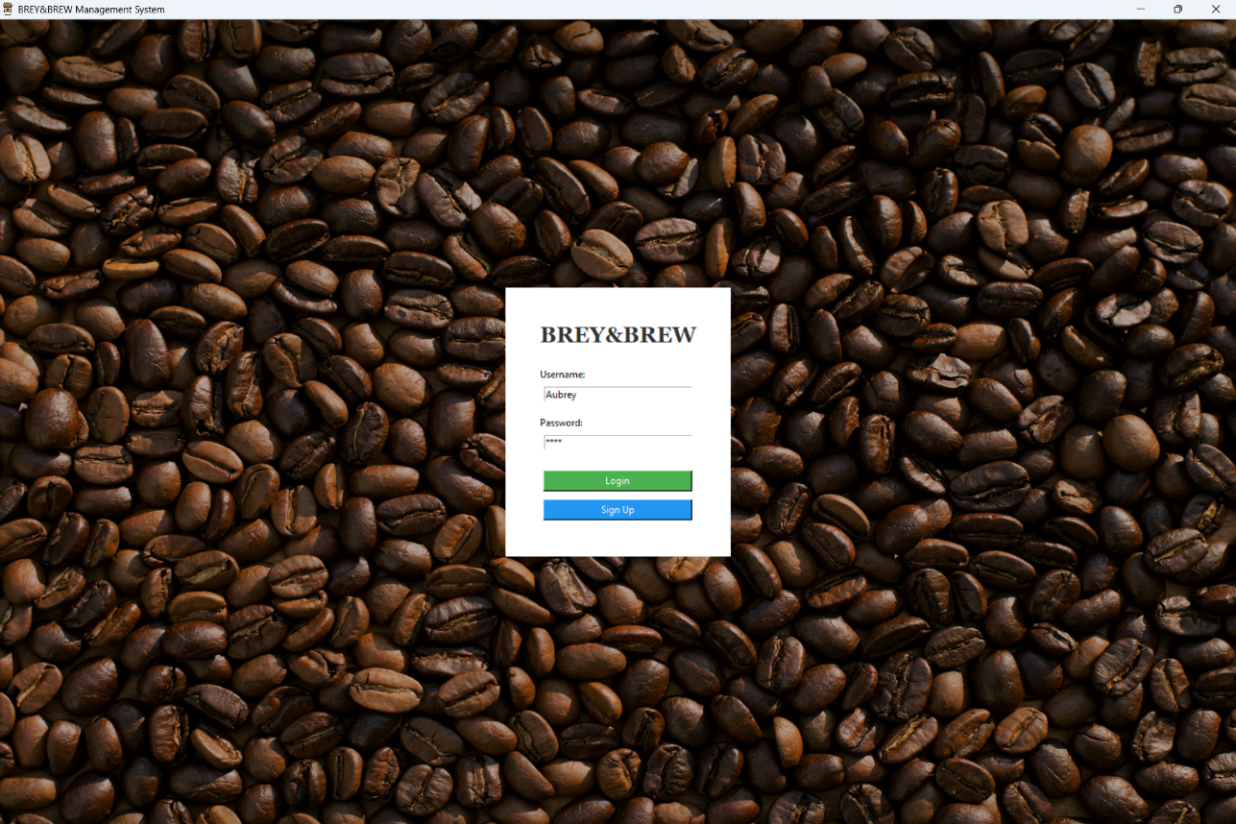 BREY&BREW Management System
BREY&BREW
Username:
Aubrey
Password:
****
Login
Sign Up